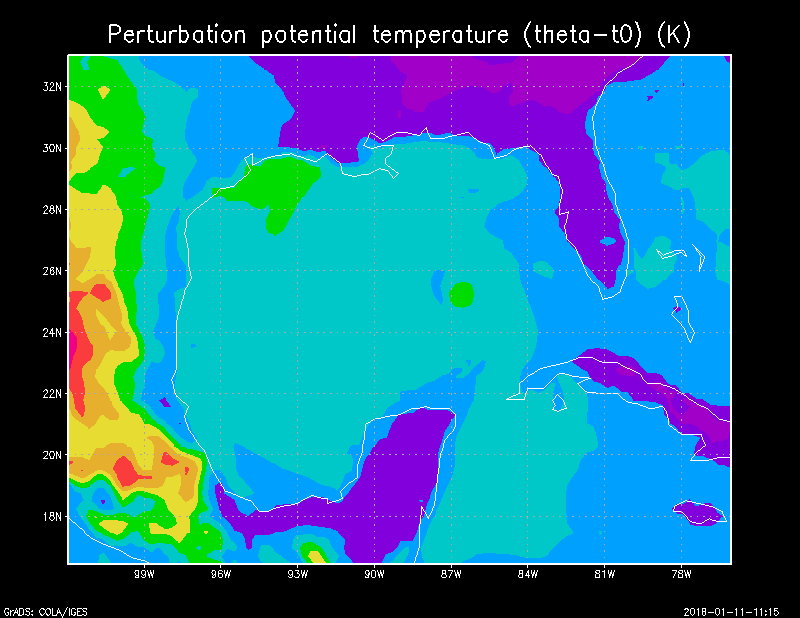 Perturbation potential temperature (theta-t0) (K)
32N
30N
28N
26N
24N
22N
20N
18N
99W 96W 93W 90W 87W 84W 81W 78W
GrADS: COLA/IGES 2018-01-11-11:15